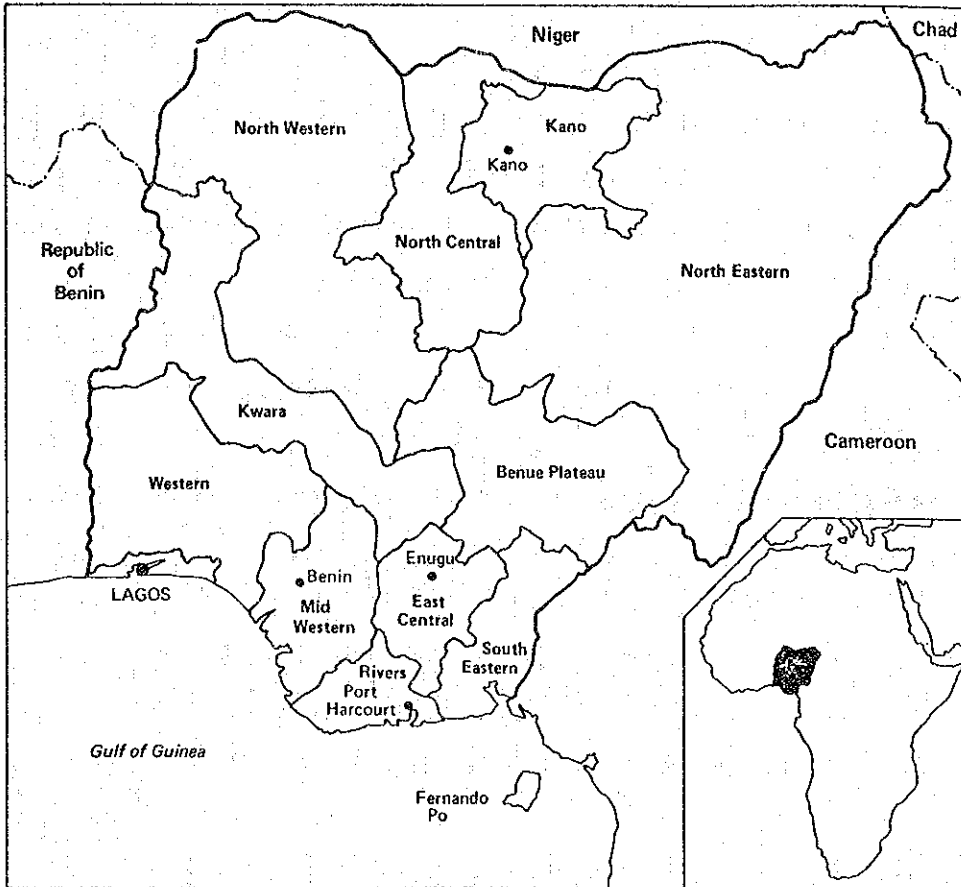 Niger
Chad
North Western
Kano
Kano
Republic
of
Benin
North Central
North Eastern
Kwara
Cameroon
Western
Benue Plateau
Enugu
Benin
LAGOS
East
Central
Mid
Western
South
Eastern
Rivers
Port
Harcourt
Gulf of Guinea
Fernando
Po